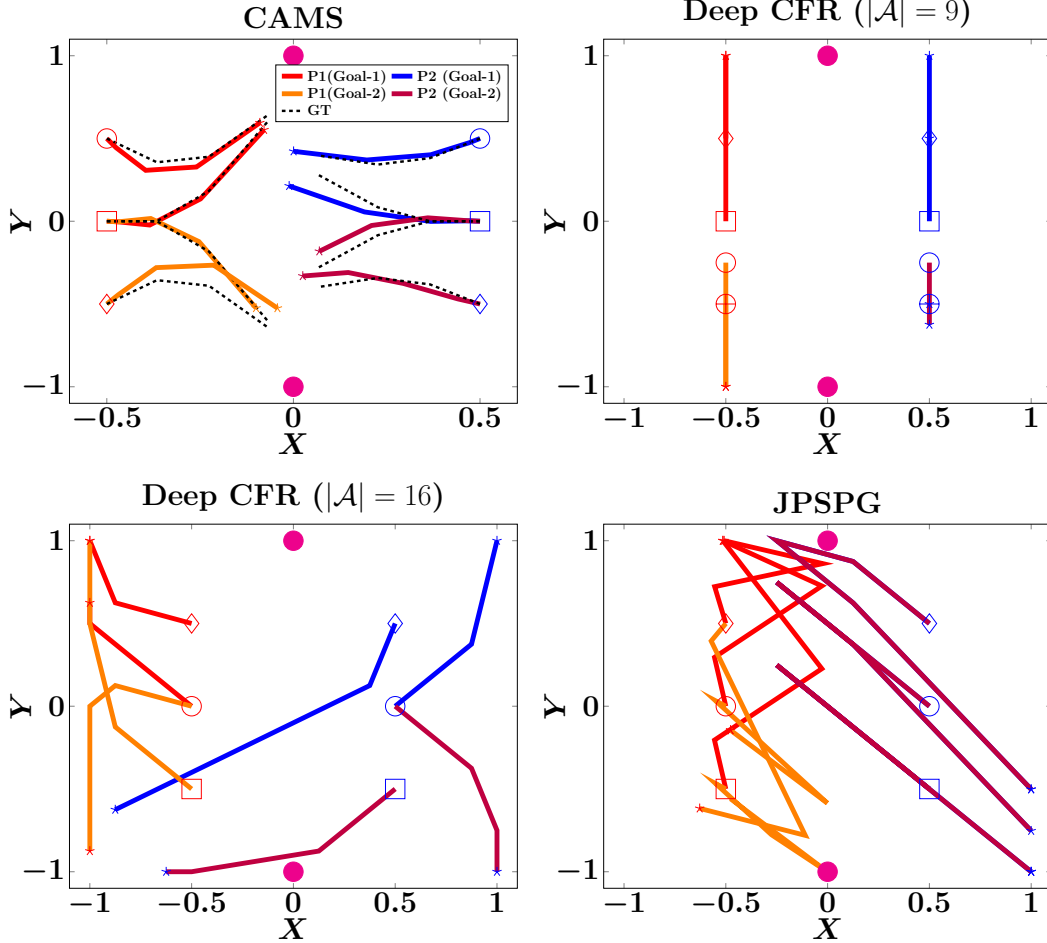 CAMS
1
0
−1
Y
P1(Goal-1) P2 (Goal-1)
P1(Goal-2) P2 (Goal-2)
GT
−0.5 0 0.5
X
Deep CFR (|𝒜| = 9)
1
0
−1
Y
−1 −0.5 0 0.5 1
X
Deep CFR (|𝒜| = 16)
1
0
−1
Y
−1 −0.5 0 0.5 1
X
JPSPG
1
0
−1
Y
−1 −0.5 0 0.5 1
X